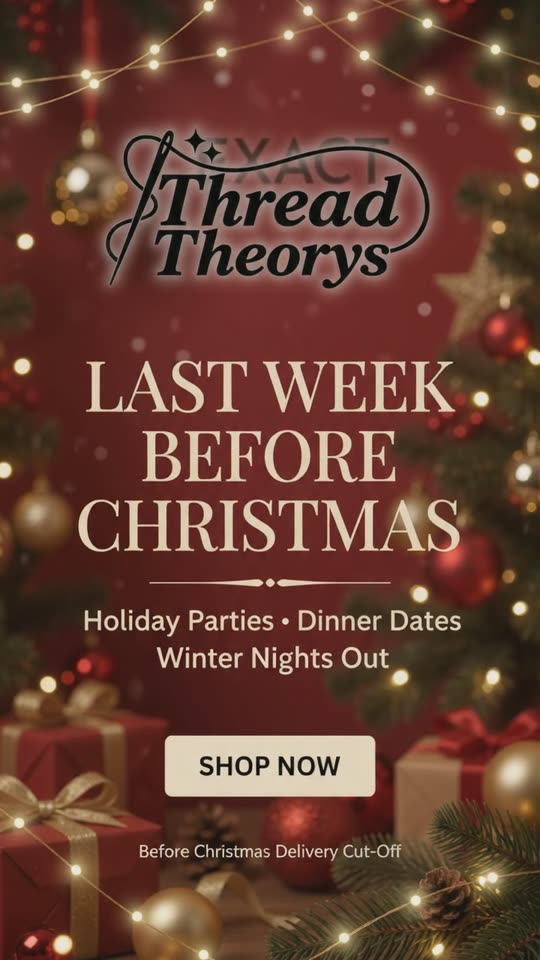 EXACT
Thread
Theorys
LAST WEEK
BEFORE
CHRISTMAS
Holiday Parties • Dinner Dates
Winter Nights Out
SHOP NOW
Before Christmas Delivery Cut-Off